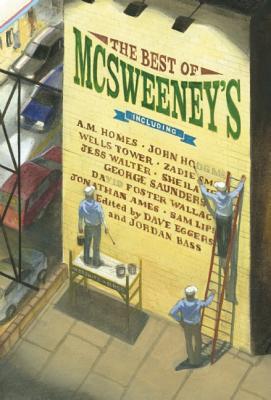 THE BEST OF
MCSWEENEY'S
INCLUDING
A.M. HOMES · JOHN
WELLS TOWER · ZADIE SM
JESS WALTER · SHEILA
GEORGE SAUNDERS
DAVID FOSTER WALLAC
JONATHAN AMES · SAM LIP
Edited by DAVE EGGERS
and JORDAN BASS